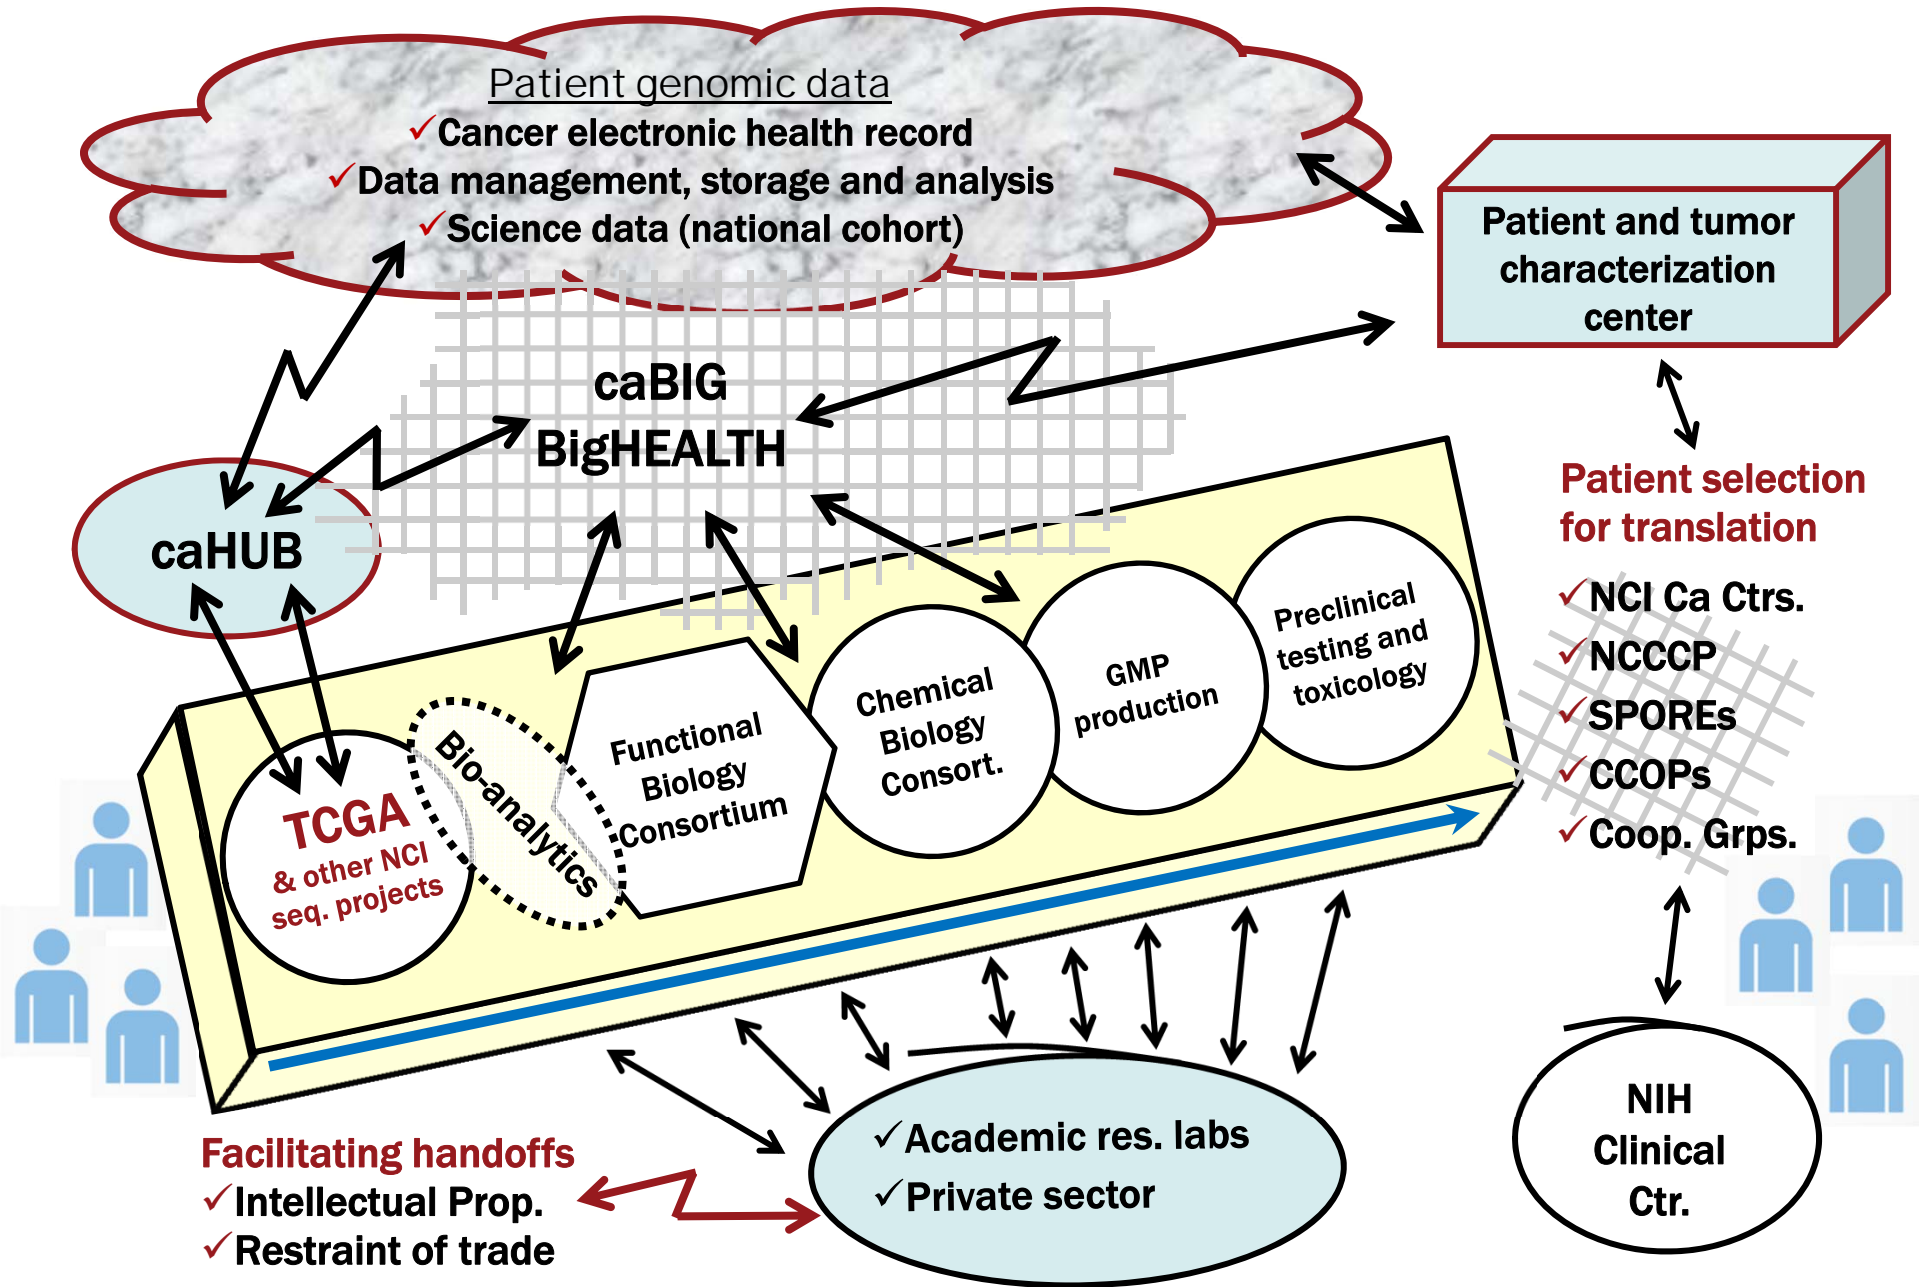 Patient genomic data
✓Cancer electronic health record
✓Data management, storage and analysis
✓Science data (national cohort)
Patient and tumor
characterization
center
caBIG
BigHEALTH
caHUB
Patient selection
for translation
✓NCI Ca Ctrs.
✓NCCCP
✓SPOREs
✓CCOPs
✓Coop. Grps.
TCGA
& other NCI
seq. projects
Bio-analytics
Functional
Biology
Consortium
Chemical
Biology
Consort.
GMP
production
Preclinical
testing and
toxicology
Facilitating handoffs
✓Intellectual Prop.
✓Restraint of trade
✓Academic res. labs
✓Private sector
NIH
Clinical
Ctr.